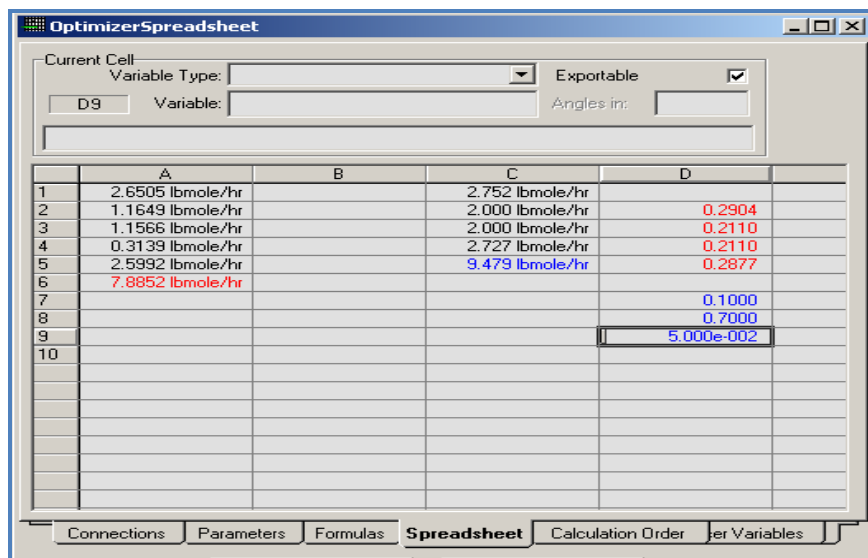 OptimizerSpreadsheet
Current Cell
Variable Type: Exportable
D9 Variable: Angles in:
A B C D
1 2.6505 lbmole/hr 2.752 lbmole/hr
2 1.1649 lbmole/hr 2.000 lbmole/hr 0.2904
3 1.1566 lbmole/hr 2.000 lbmole/hr 0.2110
4 0.3139 lbmole/hr 2.727 lbmole/hr 0.2110
5 2.5992 lbmole/hr 9.479 lbmole/hr 0.2877
6 7.8852 lbmole/hr
7 0.1000
8 0.7000
9 5.000e-002
10
Connections Parameters Formulas Spreadsheet Calculation Order er Variables